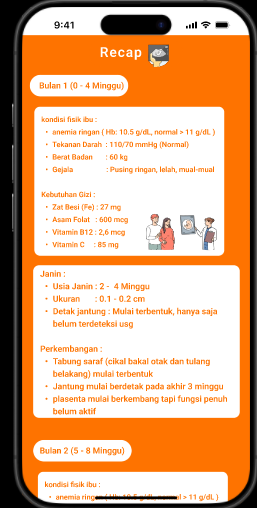 9:41
Recap
Bulan 1 (0 - 4 Minggu)
kondisi fisik ibu :
• anemia ringan ( Hb: 10.5 g/dL, normal > 11 g/dL )
• Tekanan Darah : 110/70 mmHg (Normal)
• Berat Badan : 60 kg
• Gejala : Pusing ringan, lelah, mual-mual
Kebutuhan Gizi :
• Zat Besi (Fe) : 27 mg
• Asam Folat : 600 mcg
• Vitamin B12 : 2,6 mcg
• Vitamin C : 85 mg
Janin :
• Usia Janin : 2 - 4 Minggu
• Ukuran : 0.1 - 0.2 cm
• Detak jantung : Mulai terbentuk, hanya saja
belum terdeteksi usg
Perkembangan :
• Tabung saraf (cikal bakal otak dan tulang
belakang) mulai terbentuk
• Jantung mulai berdetak pada akhir 3 minggu
• plasenta mulai berkembang tapi fungsi penuh
belum aktif
Bulan 2 (5 - 8 Minggu)
kondisi fisik ibu :
• anemia ringan ( Hb: 10.5 g/dL, normal > 11 g/dL )